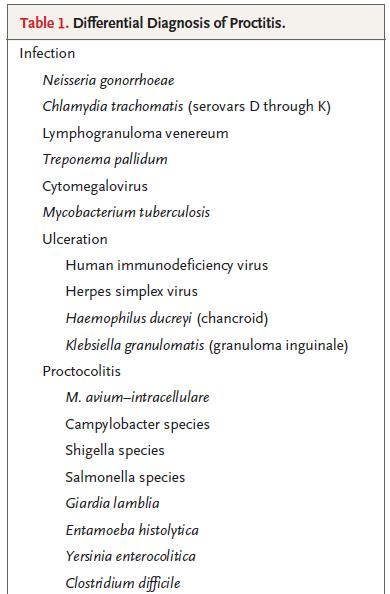 Table 1. Differential Diagnosis of Proctitis.
Infection
Neisseria gonorrhoeae
Chlamydia trachomatis (serovars D through K)
Lymphogranuloma venereum
Treponema pallidum
Cytomegalovirus
Mycobacterium tuberculosis
Ulceration
Human immunodeficiency virus
Herpes simplex virus
Haemophilus ducreyi (chancroid)
Klebsiella granulomatis (granuloma inguinale)
Proctocolitis
M. avium–intracellulare
Campylobacter species
Shigella species
Salmonella species
Giardia lamblia
Entamoeba histolytica
Yersinia enterocolitica
Clostridium difficile